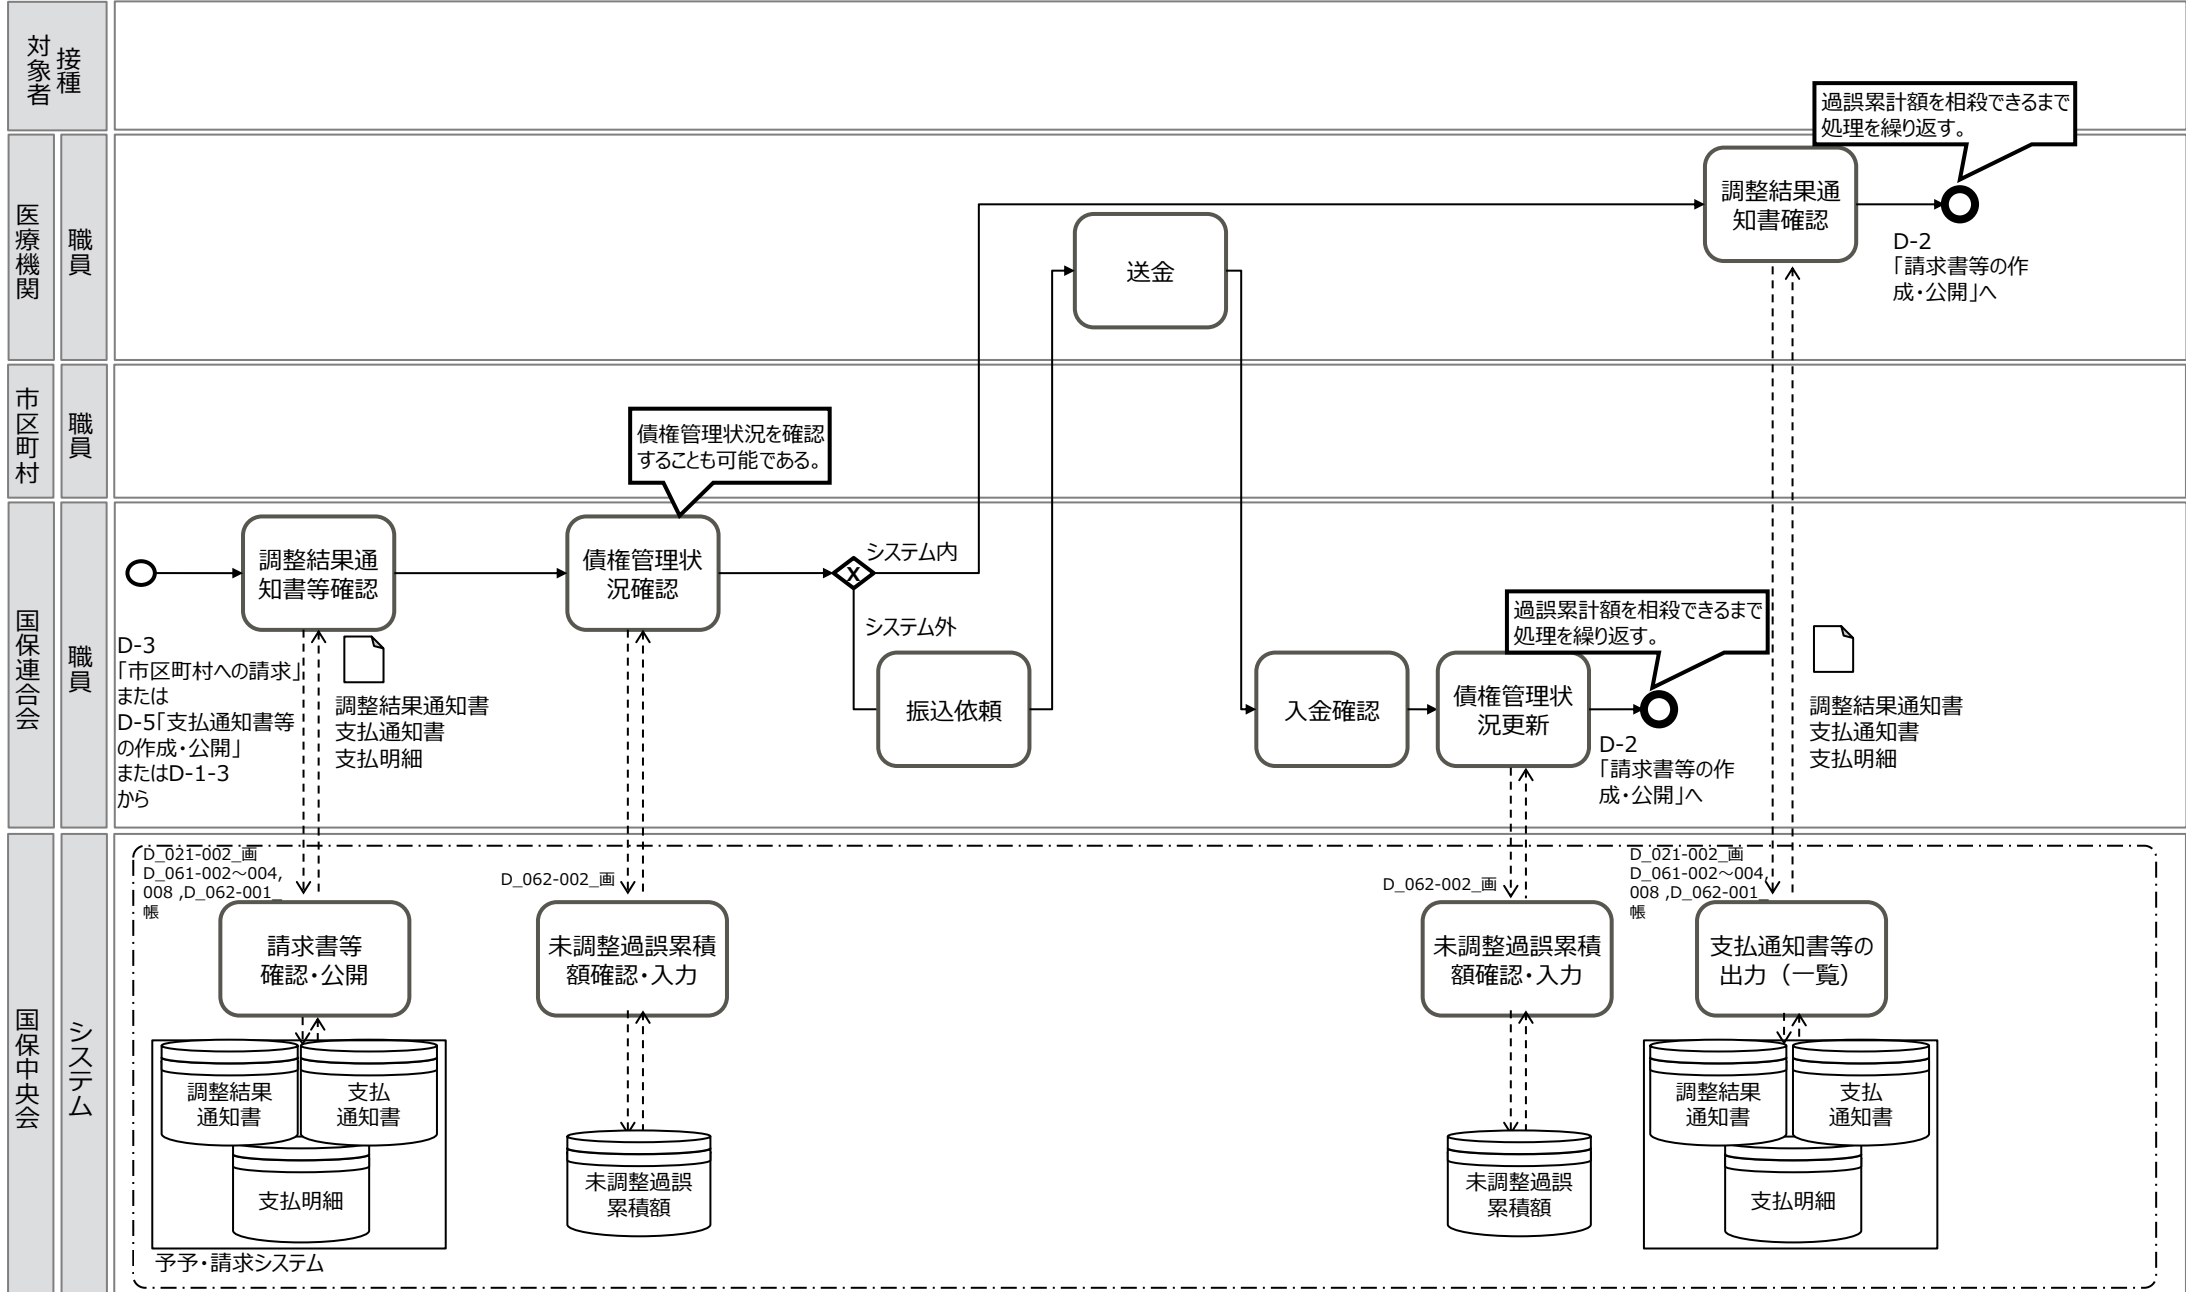 接種
対象者
過誤累計額を相殺できるまで
処理を繰り返す。
医療機関
職員
調整結果通
知書確認
送金
D-2
「請求書等の作
成・公開」へ
市区町村
職員
債権管理状況を確認
することも可能である。
国保連合会
職員
調整結果通
知書等確認
債権管理状
況確認
X
システム内
システム外
D-3
「市区町村への請求」
または
D-5「支払通知書等
の作成・公開」
またはD-1-3
から
調整結果通知書
支払通知書
支払明細
振込依頼
入金確認
債権管理状
況更新
過誤累計額を相殺できるまで
処理を繰り返す。
D-2
「請求書等の作
成・公開」へ
調整結果通知書
支払通知書
支払明細
国保中央会
システム
D_021-002_画
D_061-002～004,
008 ,D_062-001_
帳
D_062-002_画
D_062-002_画
D_021-002_画
D_061-002～004,
008 ,D_062-001_
帳
請求書等
確認・公開
未調整過誤累積
額確認・入力
未調整過誤累積
額確認・入力
支払通知書等の
出力（一覧）
調整結果
通知書
支払
通知書
支払明細
未調整過誤
累積額
未調整過誤
累積額
調整結果
通知書
支払
通知書
支払明細
予予・請求システム